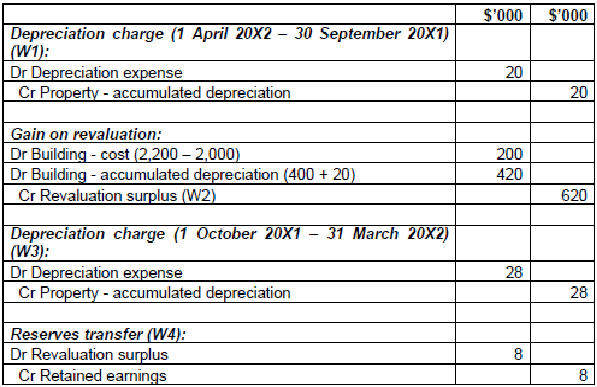 $'000 $'000
Depreciation charge (1 April 20X2 – 30 September 20X1)
(W1):
Dr Depreciation expense 20
Cr Property - accumulated depreciation 20
Gain on revaluation:
Dr Building - cost (2,200 – 2,000) 200
Dr Building - accumulated depreciation (400 + 20) 420
Cr Revaluation surplus (W2) 620
Depreciation charge (1 October 20X1 – 31 March 20X2)
(W3):
Dr Depreciation expense 28
Cr Property - accumulated depreciation 28
Reserves transfer (W4):
Dr Revaluation surplus 8
Cr Retained earnings 8